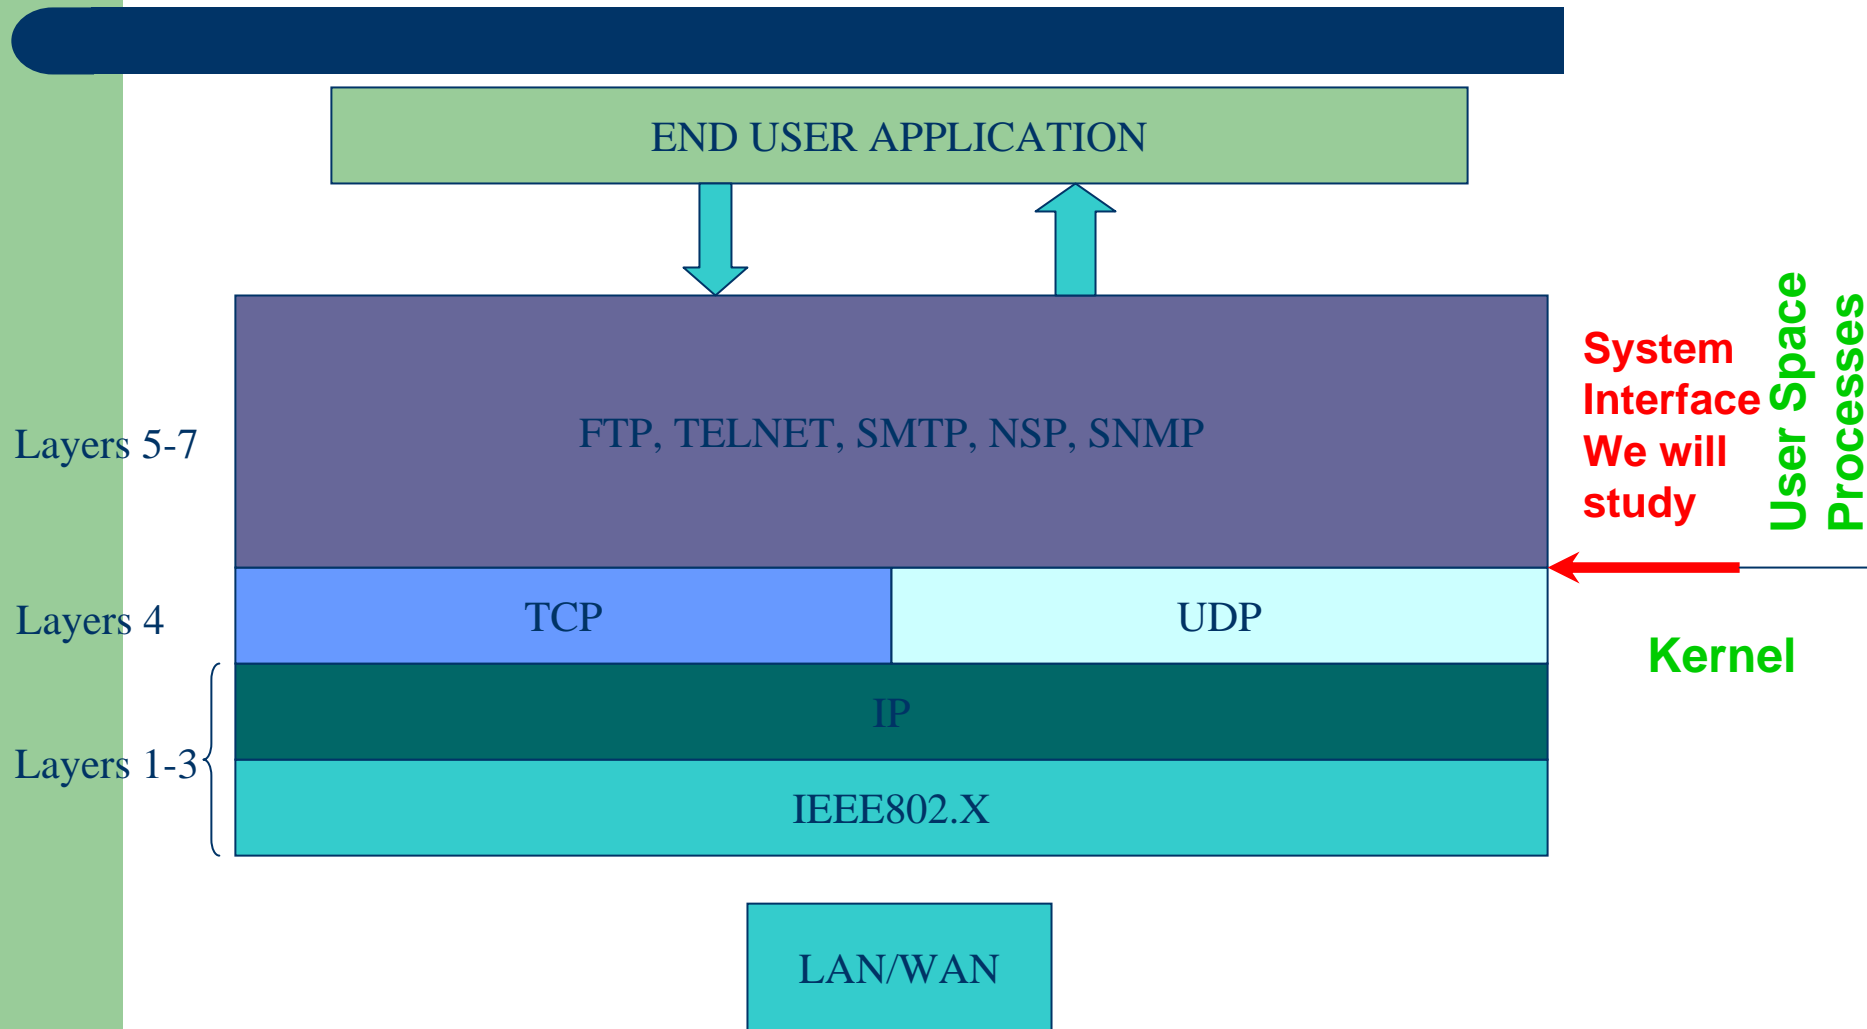 END USER APPLICATION
Layers 5-7
FTP, TELNET, SMTP, NSP, SNMP
System
Interface
We will
study
User Space
Processes
Layers 4
TCP
UDP
Kernel
Layers 1-3
IP
IEEE802.X
LAN/WAN